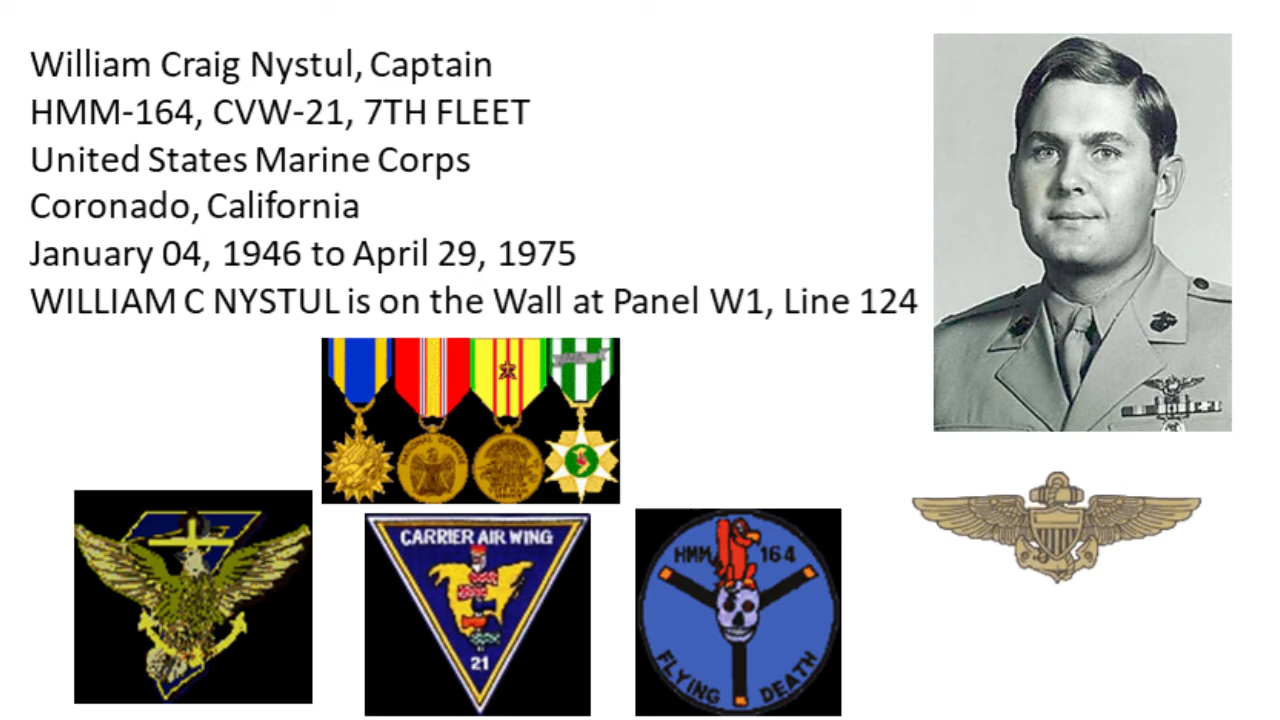 William Craig Nystul, Captain
HMM-164, CVW-21, 7TH FLEET
United States Marine Corps
Coronado, California
January 04, 1946 to April 29, 1975
WILLIAM C NYSTUL is on the Wall at Panel W1, Line 124
NATIONAL DEFENSE
CARRIER AIR WING
21
HMM 164
FLYING DEATH